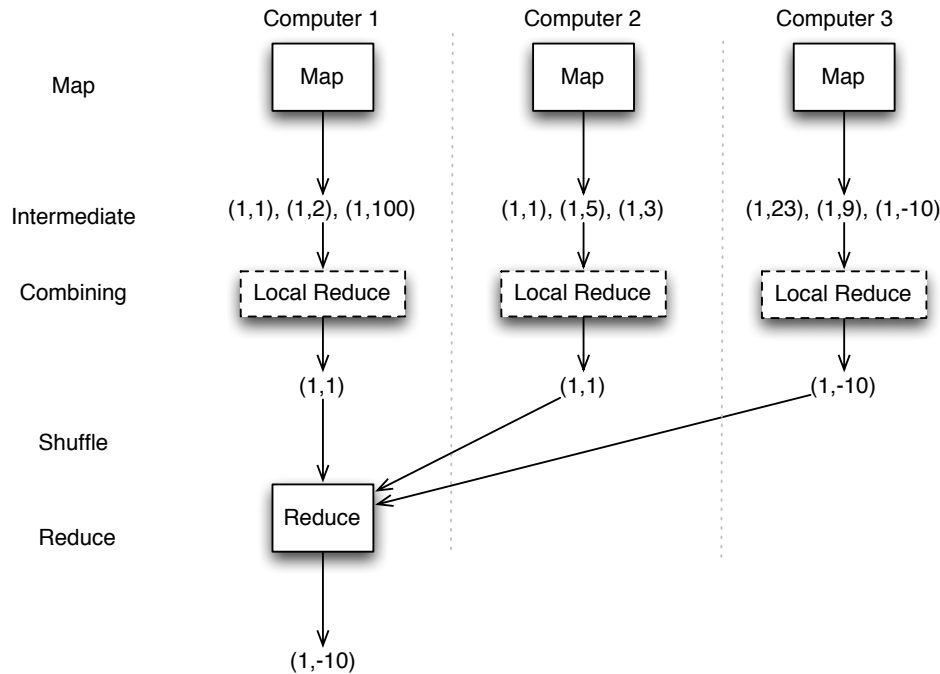 Computer 1
Computer 2
Computer 3
Map
Map
Map
Map
Intermediate
(1,1), (1,2), (1,100)
(1,1), (1,5), (1,3)
(1,23), (1,9), (1,-10)
Combining
Local Reduce
Local Reduce
Local Reduce
(1,1)
(1,1)
(1,-10)
Shuffle
Reduce
Reduce
(1,-10)